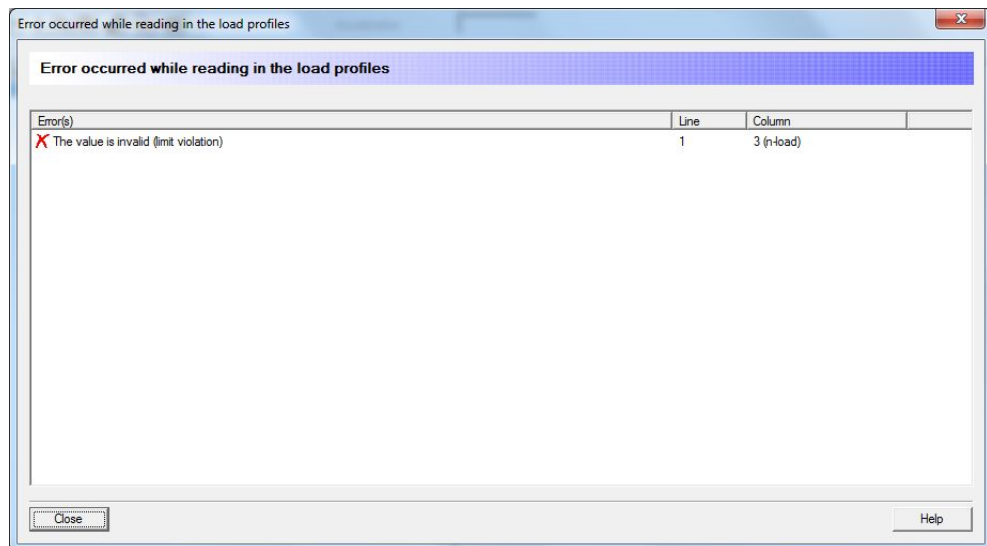 Error occurred while reading in the load profiles
Error occurred while reading in the load profiles
Error(s) Line Column
The value is invalid (limit violation) 1 3 (n-load)
Close Help